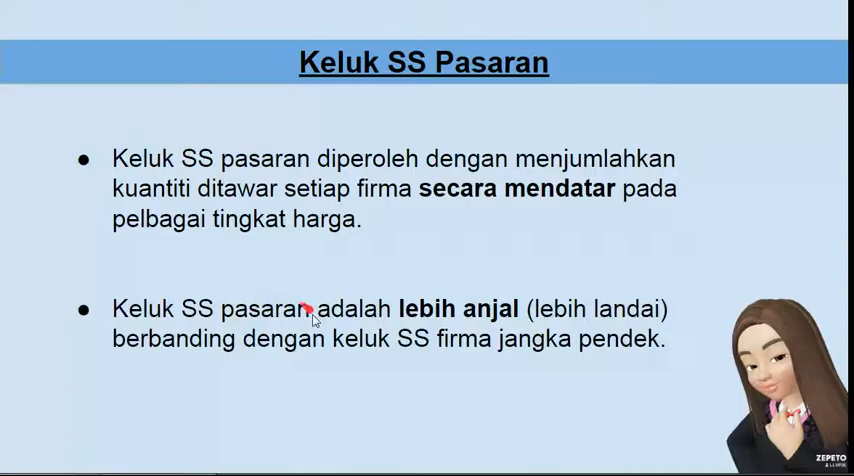 Keluk SS Pasaran
● Keluk SS pasaran diperoleh dengan menjumlahkan
kuantiti ditawar setiap firma secara mendatar pada
pelbagai tingkat harga.
● Keluk SS pasaran adalah lebih anjal (lebih landai)
berbanding dengan keluk SS firma jangka pendek.
ZEPETO